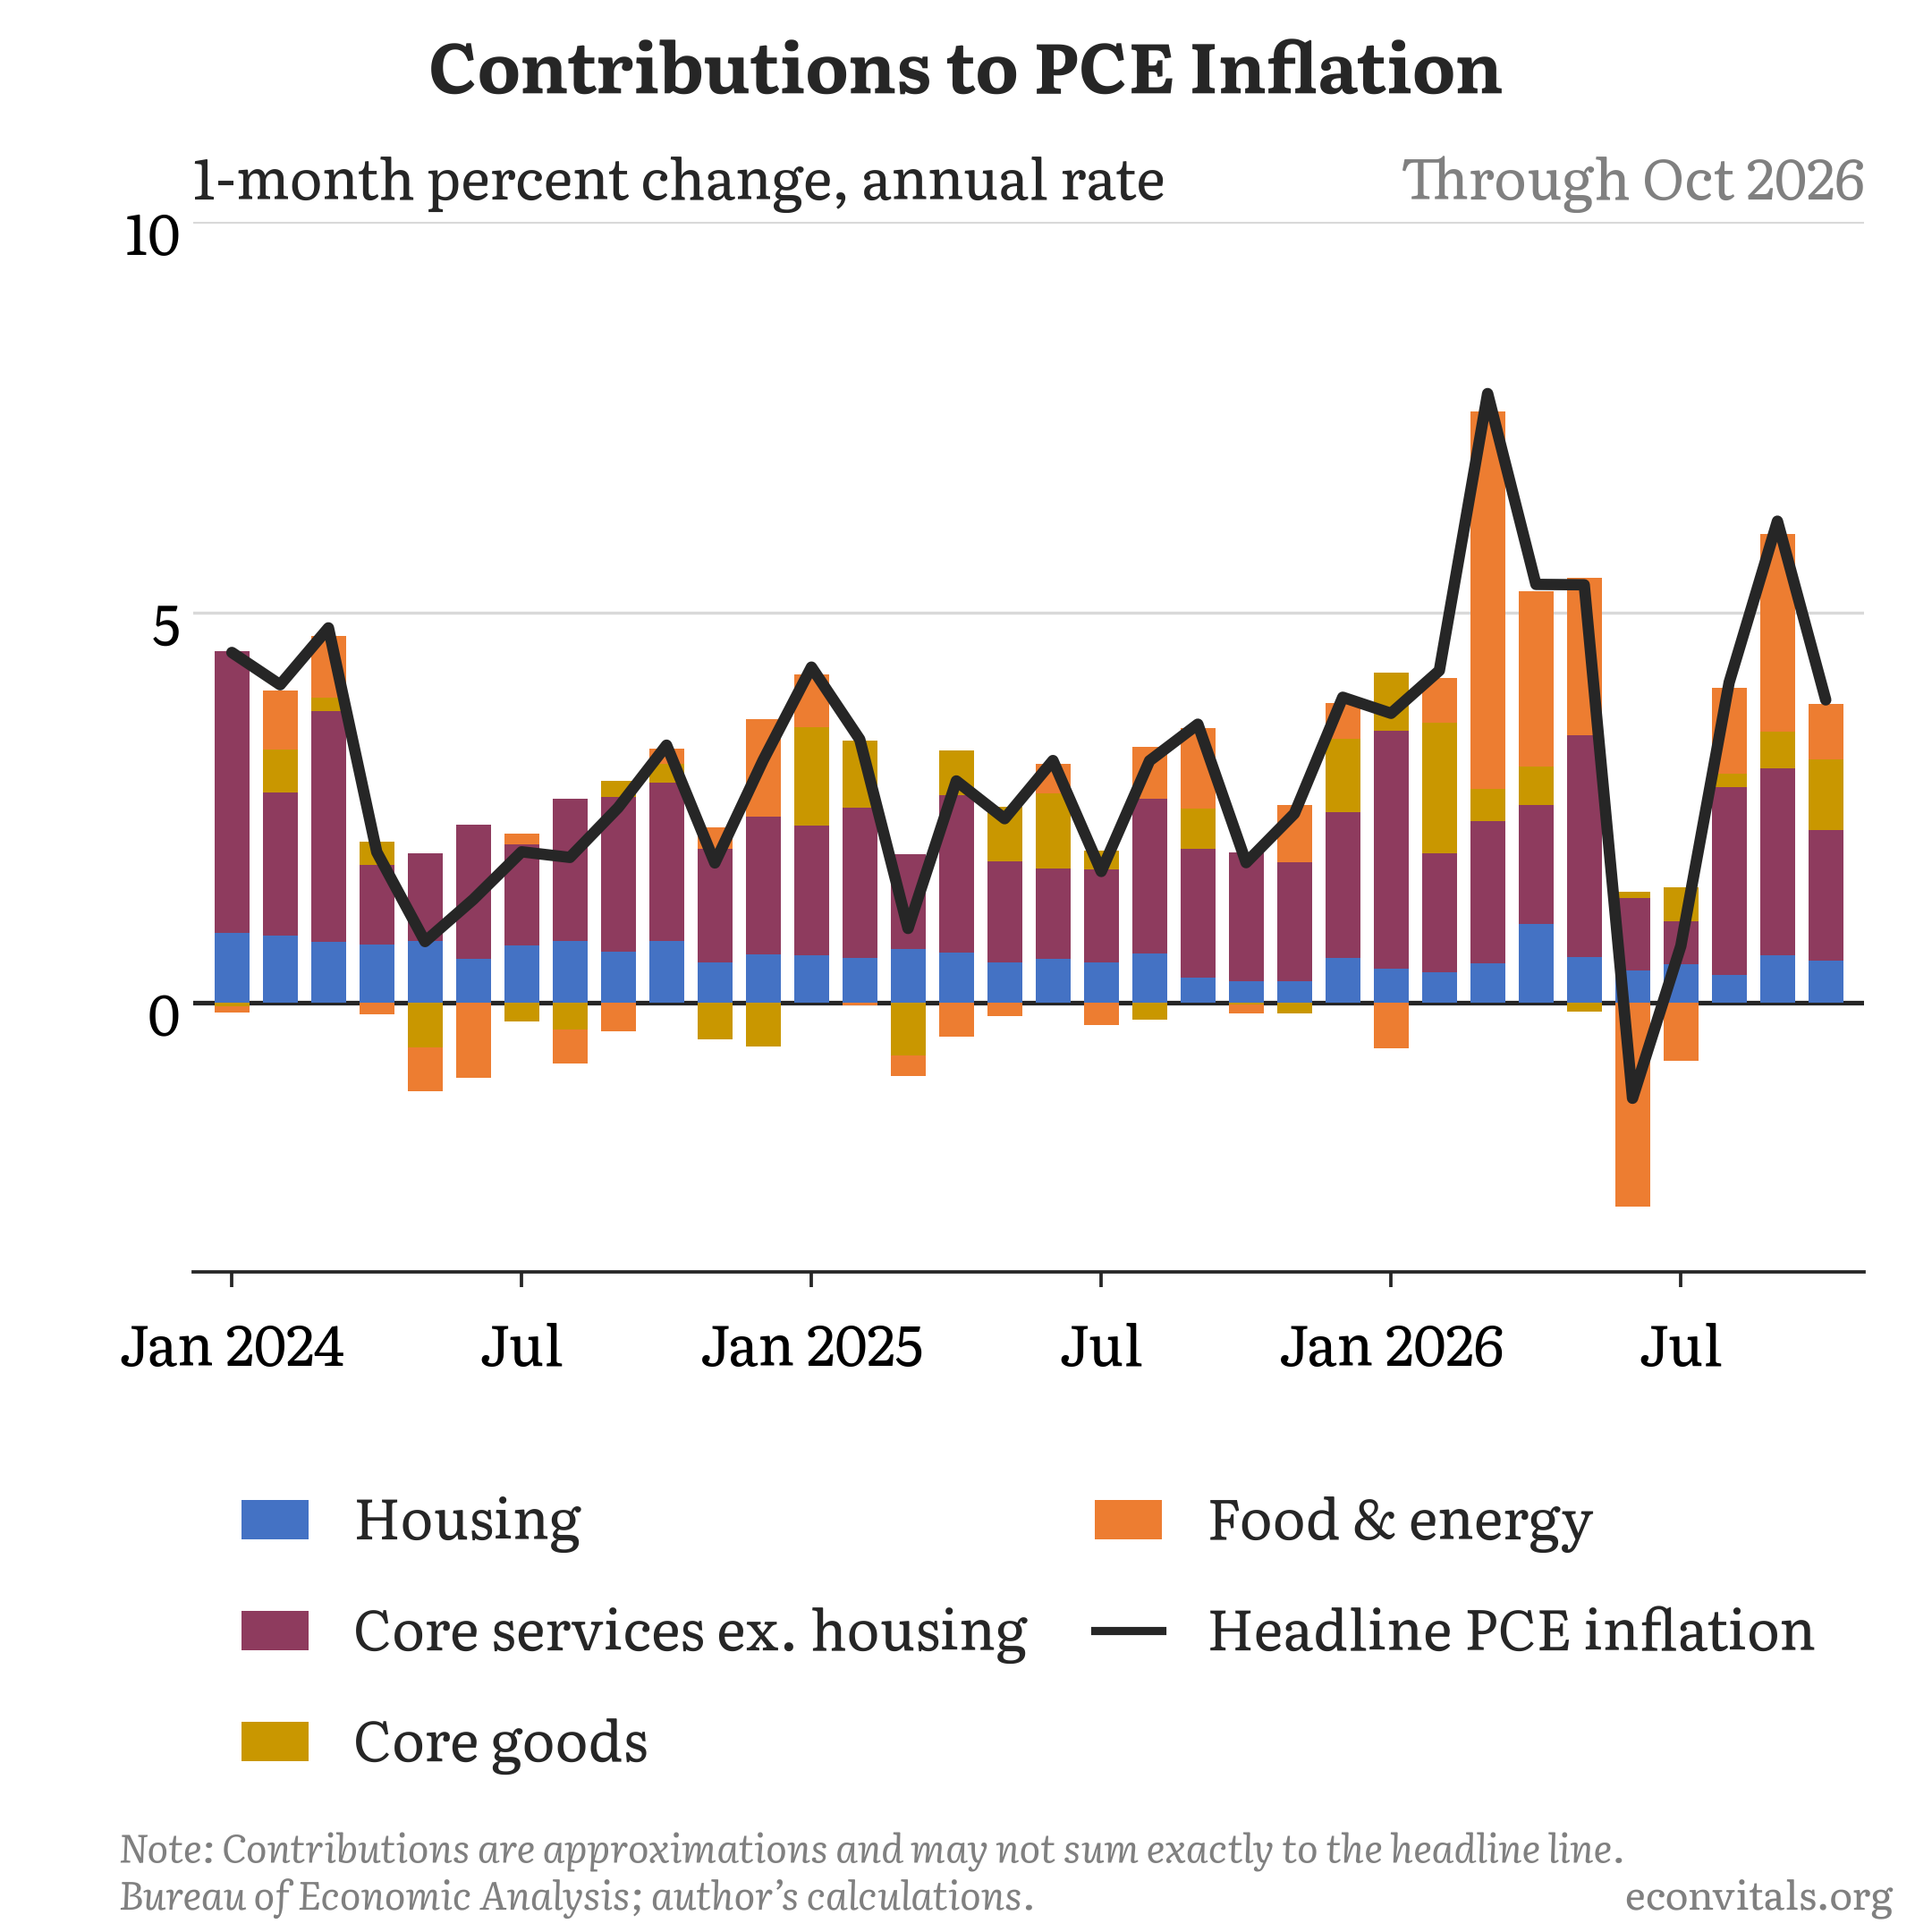 Contributions to PCE Inflation
1-month percent change, annual rate
Through Oct 2026
10
5
0
Jan 2024
Jul
Jan 2025
Jul
Jan 2026
Jul
Housing
Food & energy
Core services ex. housing
Headline PCE inflation
Core goods
Note: Contributions are approximations and may not sum exactly to the headline line.
Bureau of Economic Analysis; author's calculations.
econvitals.org